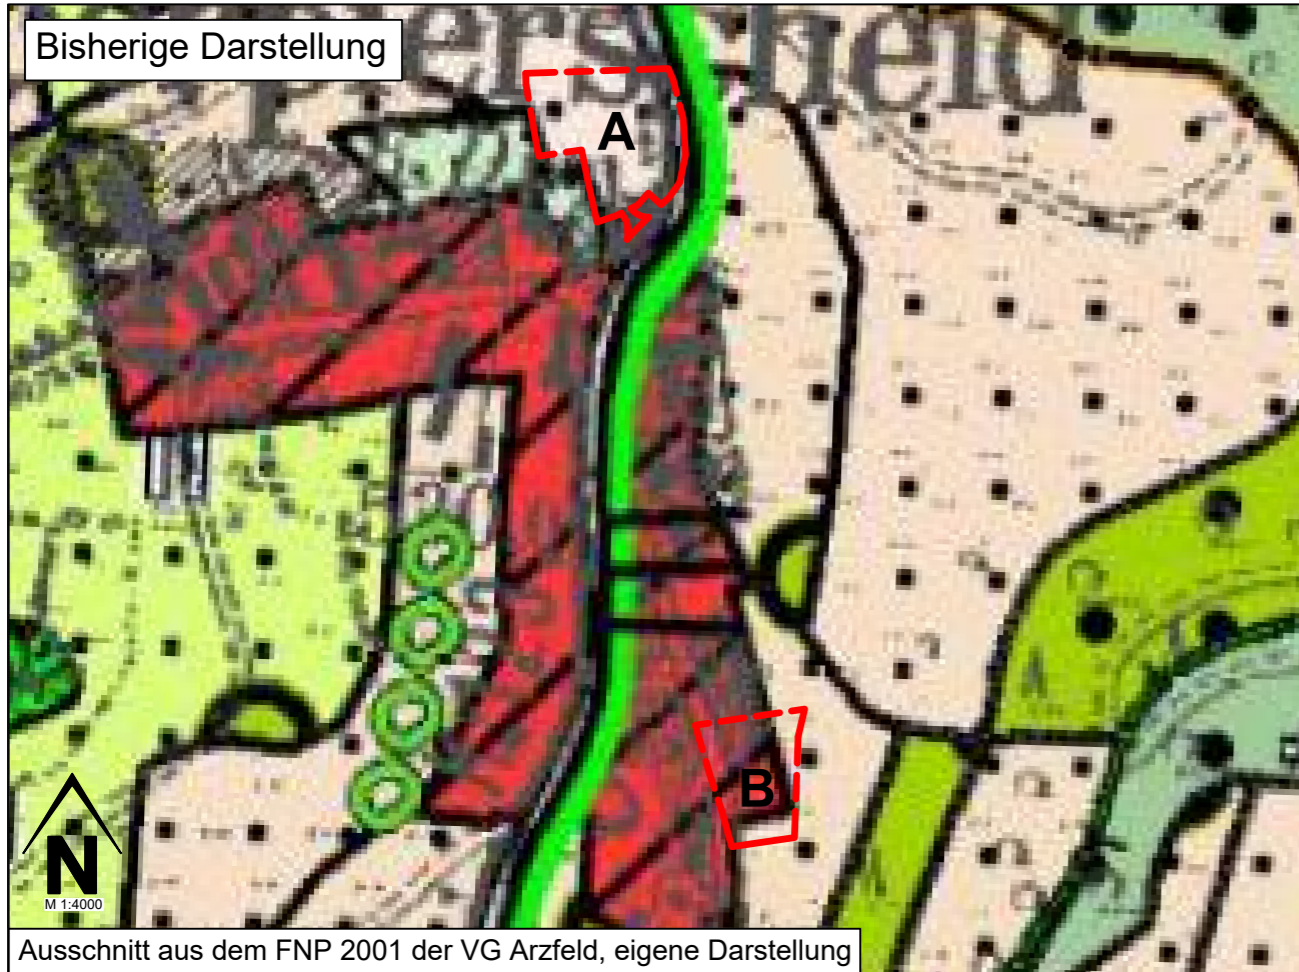 Bisherige Darstellung
A
B
N
M 1:4000
Ausschnitt aus dem FNP 2001 der VG Arzfeld, eigene Darstellung